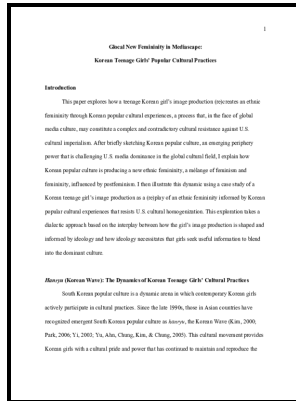 1
Glocal New Femininity in Mediascape:
Korean Teenage Girls' Popular Cultural Practices
Introduction
This paper explores how a teenage Korean girl's image production (re)creates an ethnic
femininity through Korean popular cultural experiences, a process that, in the face of global
media culture, may constitute a complex and contradictory cultural resistance against U.S.
cultural imperialism. After briefly sketching Korean popular culture, an emerging periphery
power that is challenging U.S. media dominance in the global cultural field, I explain how
Korean popular culture is producing a new ethnic femininity, a mélange of feminism and
femininity, influenced by postfeminism. I then illustrate this dynamic using a case study of a
Korean teenage girl's image production as a (re)play of an ethnic femininity informed by Korean
popular cultural experiences that resists U.S. cultural homogenization. This exploration takes a
dialectic approach based on the interplay between how the girl's image production is shaped and
informed by ideology and how ideology necessitates that girls seek useful information to blend
into the dominant culture.
Hanryu (Korean Wave): The Dynamics of Korean Teenage Girls' Cultural Practices
South Korean popular culture is a dynamic arena in which contemporary Korean girls
actively participate in cultural practices. Since the late 1990s, those in Asian countries have
recognized emergent South Korean popular culture as hanryu, the Korean Wave (Kim, 2000;
Park, 2006; Yi, 2003; Yu, Ahn, Chung, Kim, & Chang, 2005). This cultural movement provides
Korean girls with a cultural pride and power that has continued to maintain and reproduce the